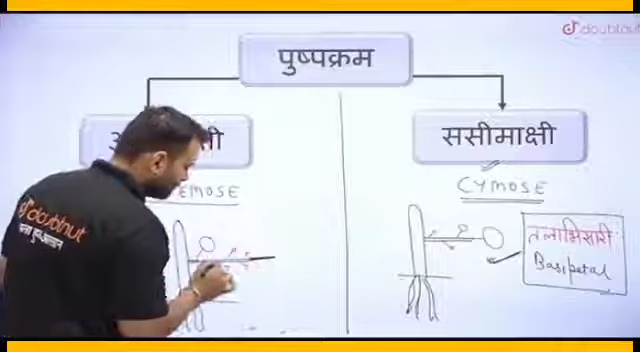 doubtnut
पुष्पक्रम
ससीमाक्षी
CYMOSE
तलाभिसारी
Basipetal
doubtnut